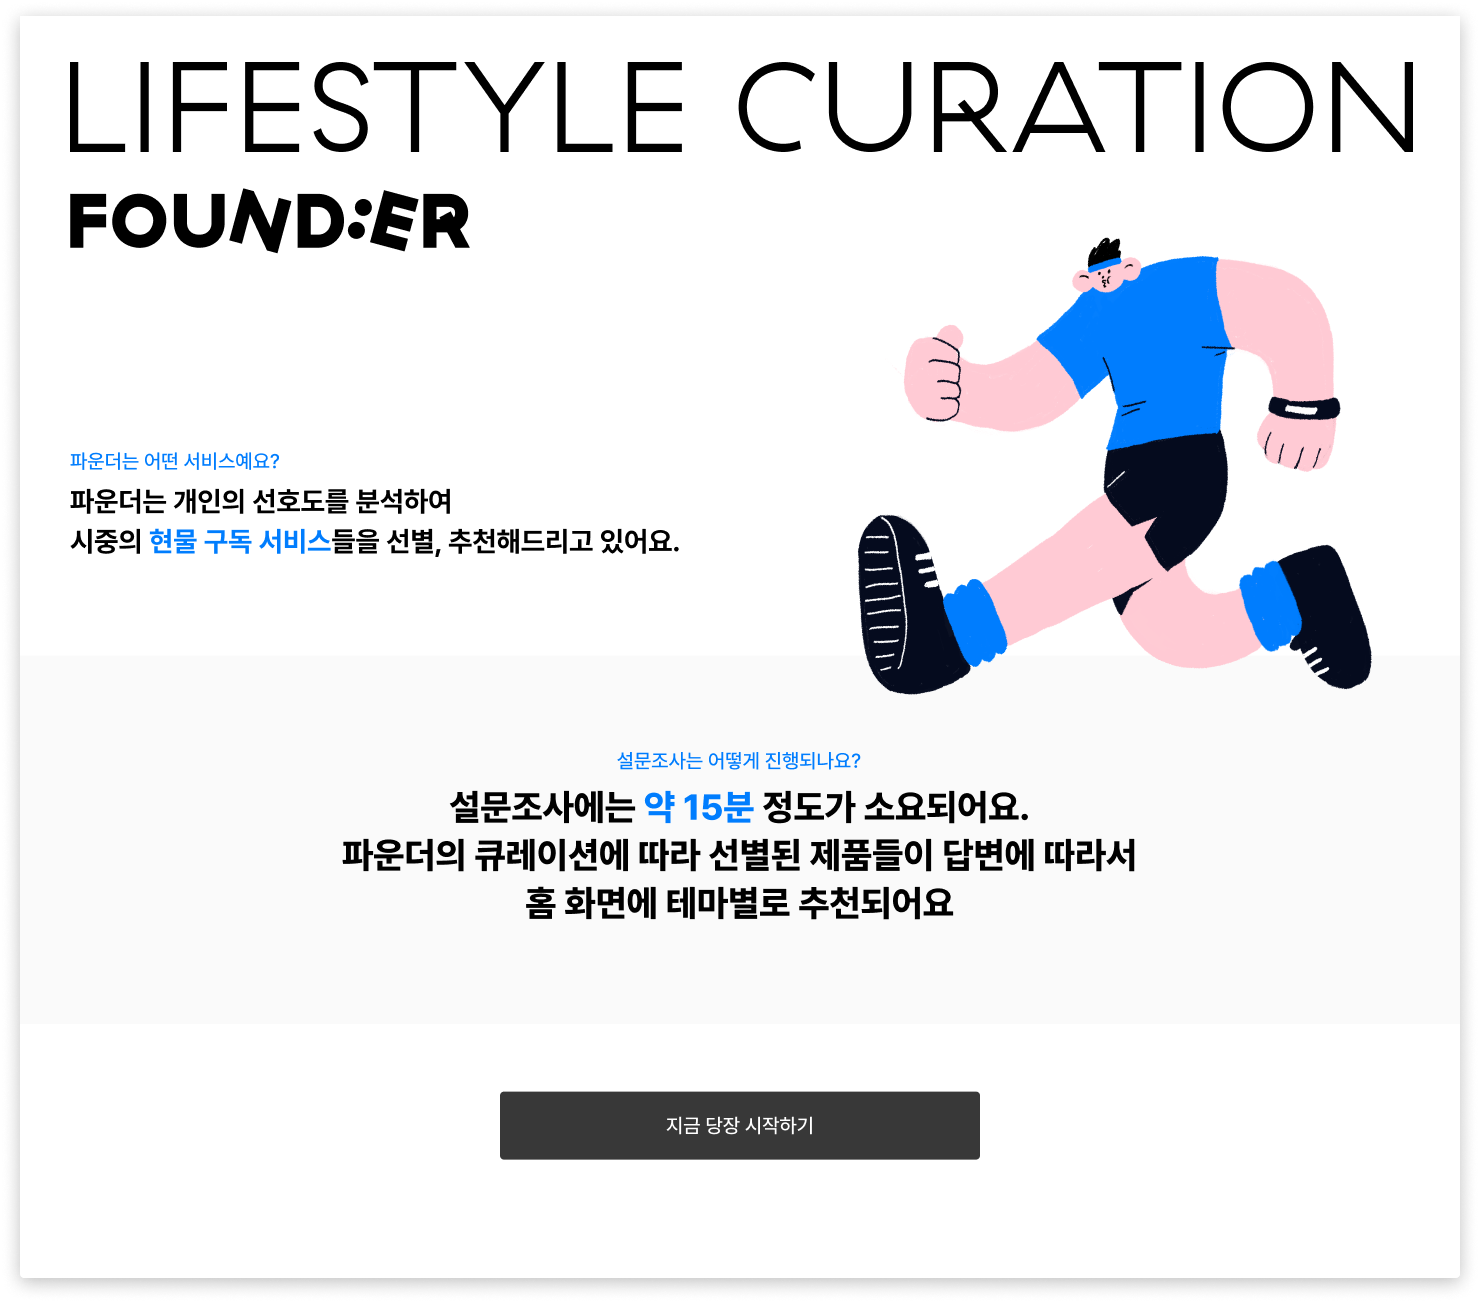 LIFESTYLE CURATION
FOUND:ER
파운더는 어떤 서비스예요?
파운더는 개인의 선호도를 분석하여
시중의 현물 구독 서비스들을 선별, 추천해드리고 있어요.
설문조사는 어떻게 진행되나요?
설문조사에는 약 15분 정도가 소요되어요.
파운더의 큐레이션에 따라 선별된 제품들이 답변에 따라서
홈 화면에 테마별로 추천되어요
지금 당장 시작하기